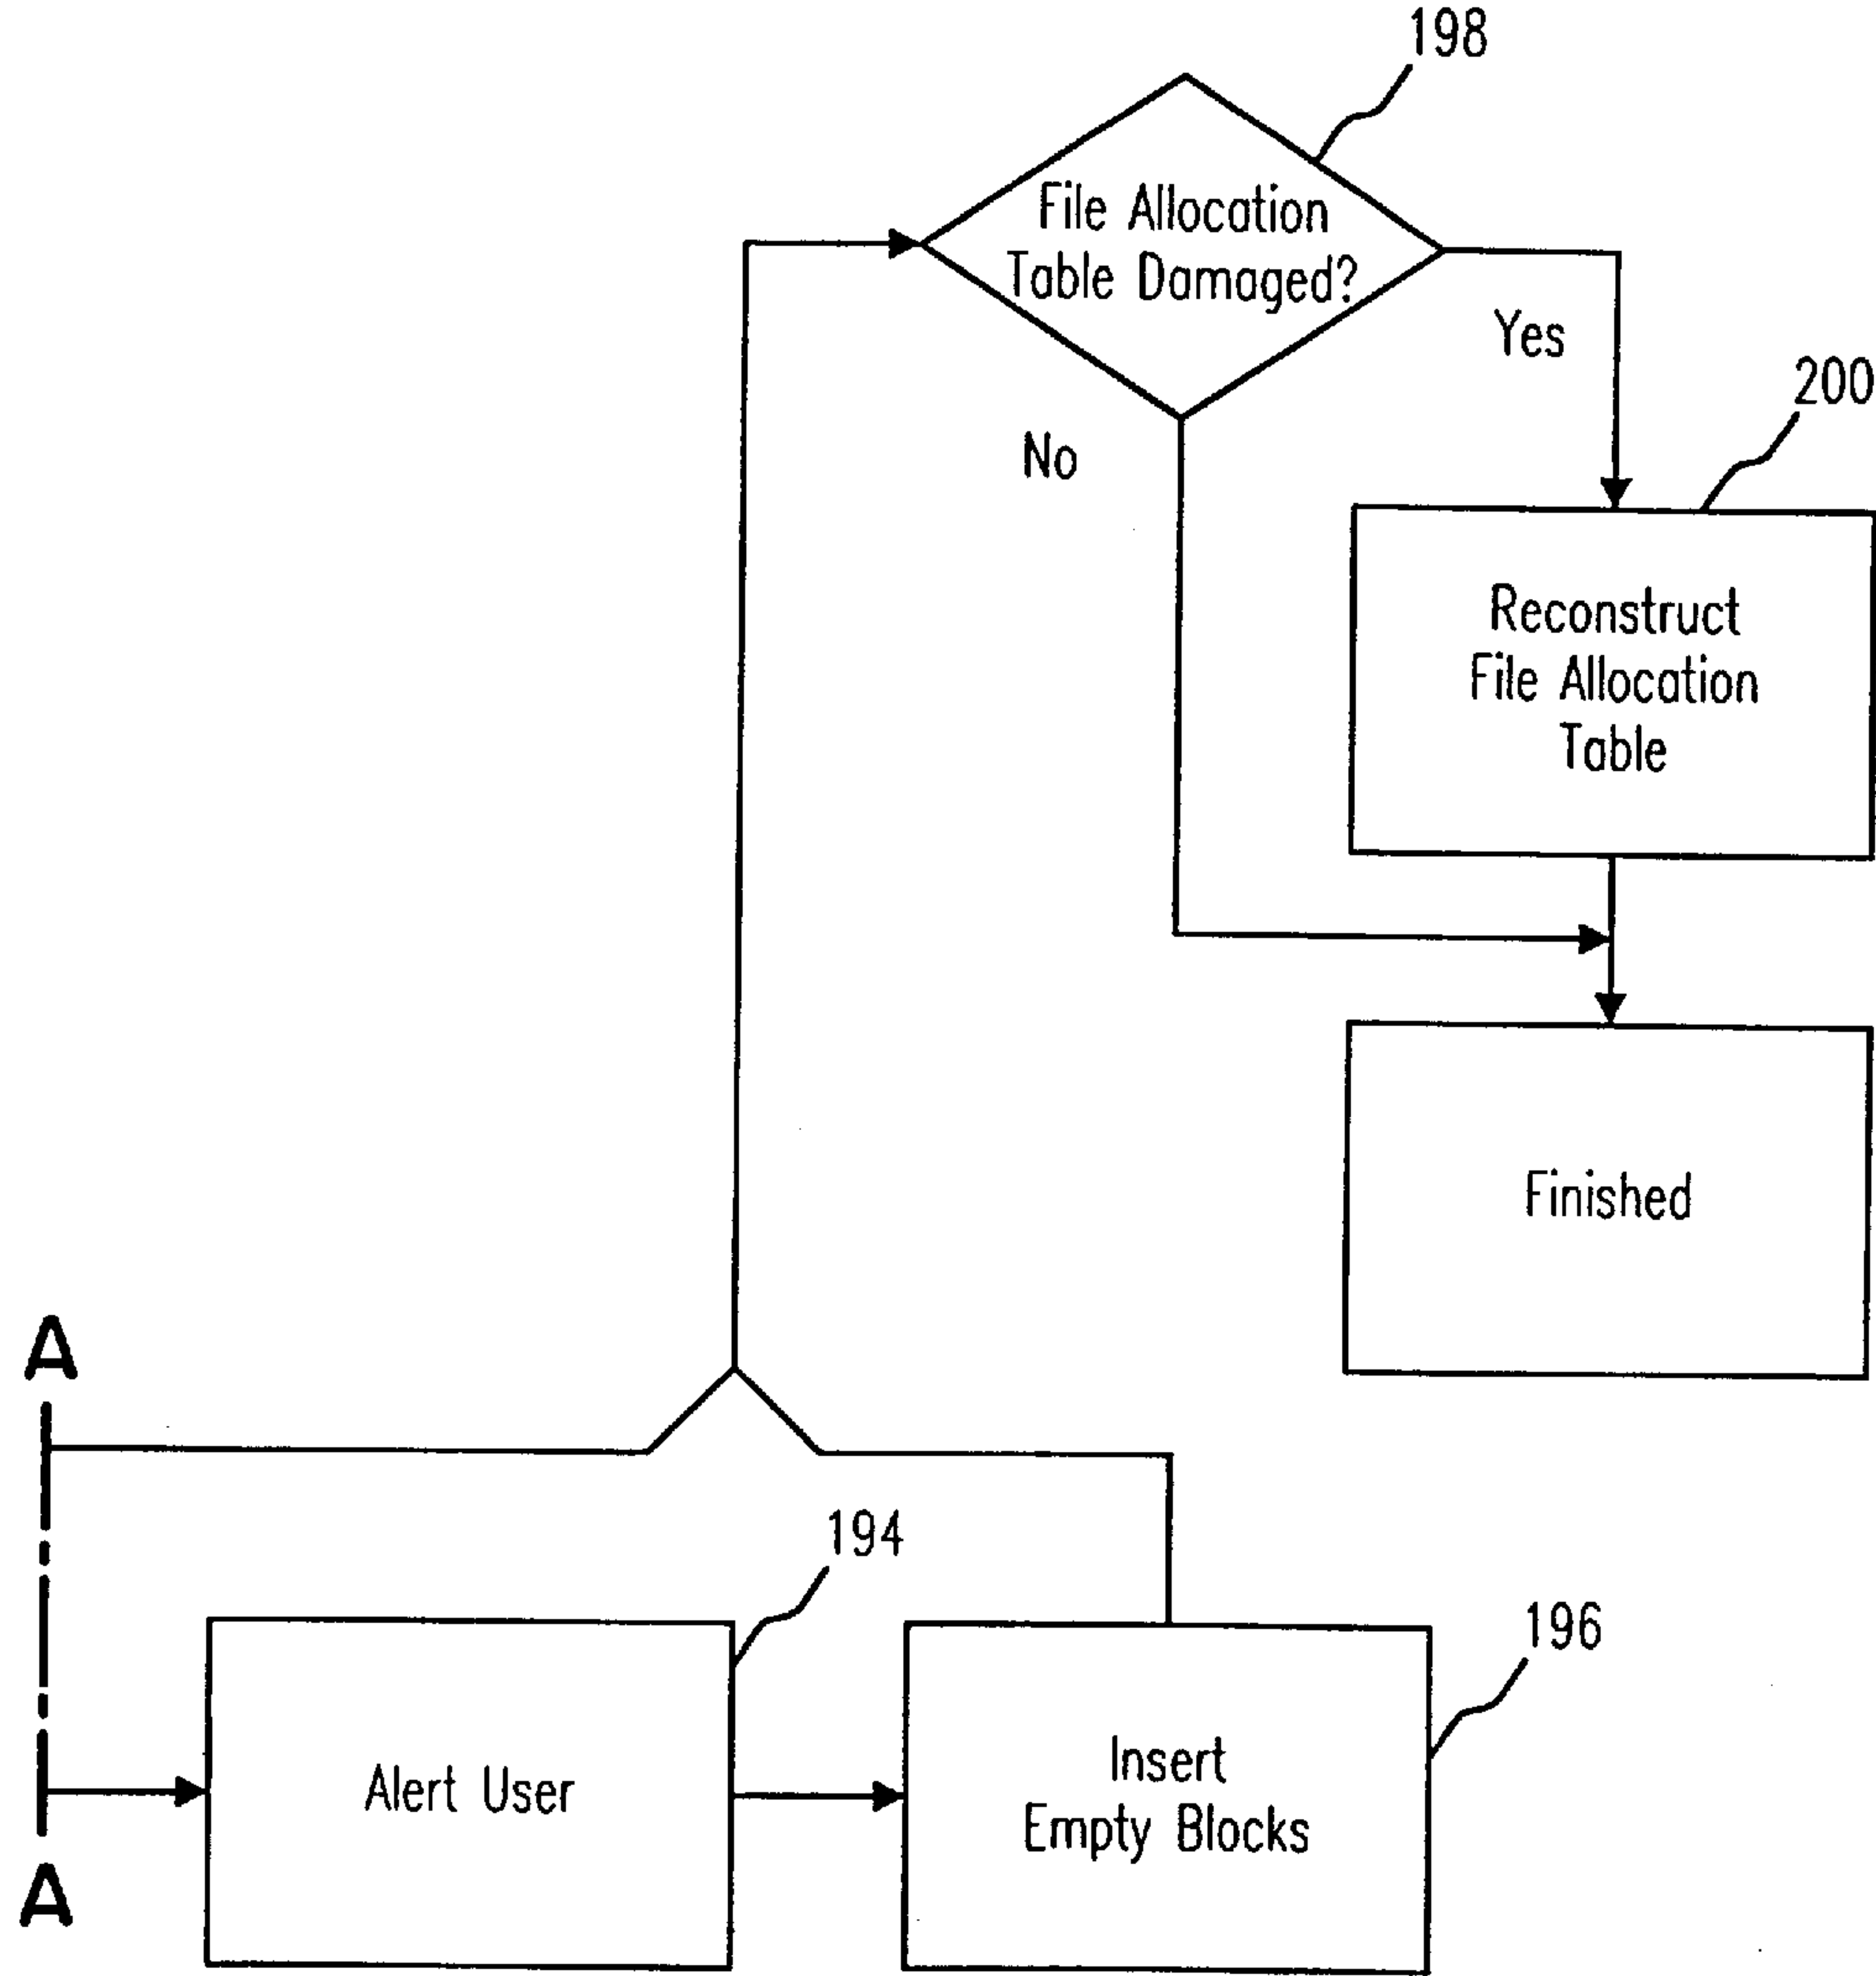 198
File Allocation
Table Damaged?
Yes
No
200
Reconstruct
File Allocation
Table
Finished
A
194
196
Alert User
Insert
Empty Blocks
A